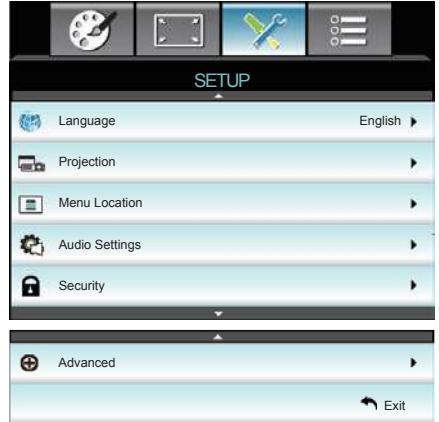 SETUP
Language English
Projection
Menu Location
Audio Settings
Security
Advanced
Exit